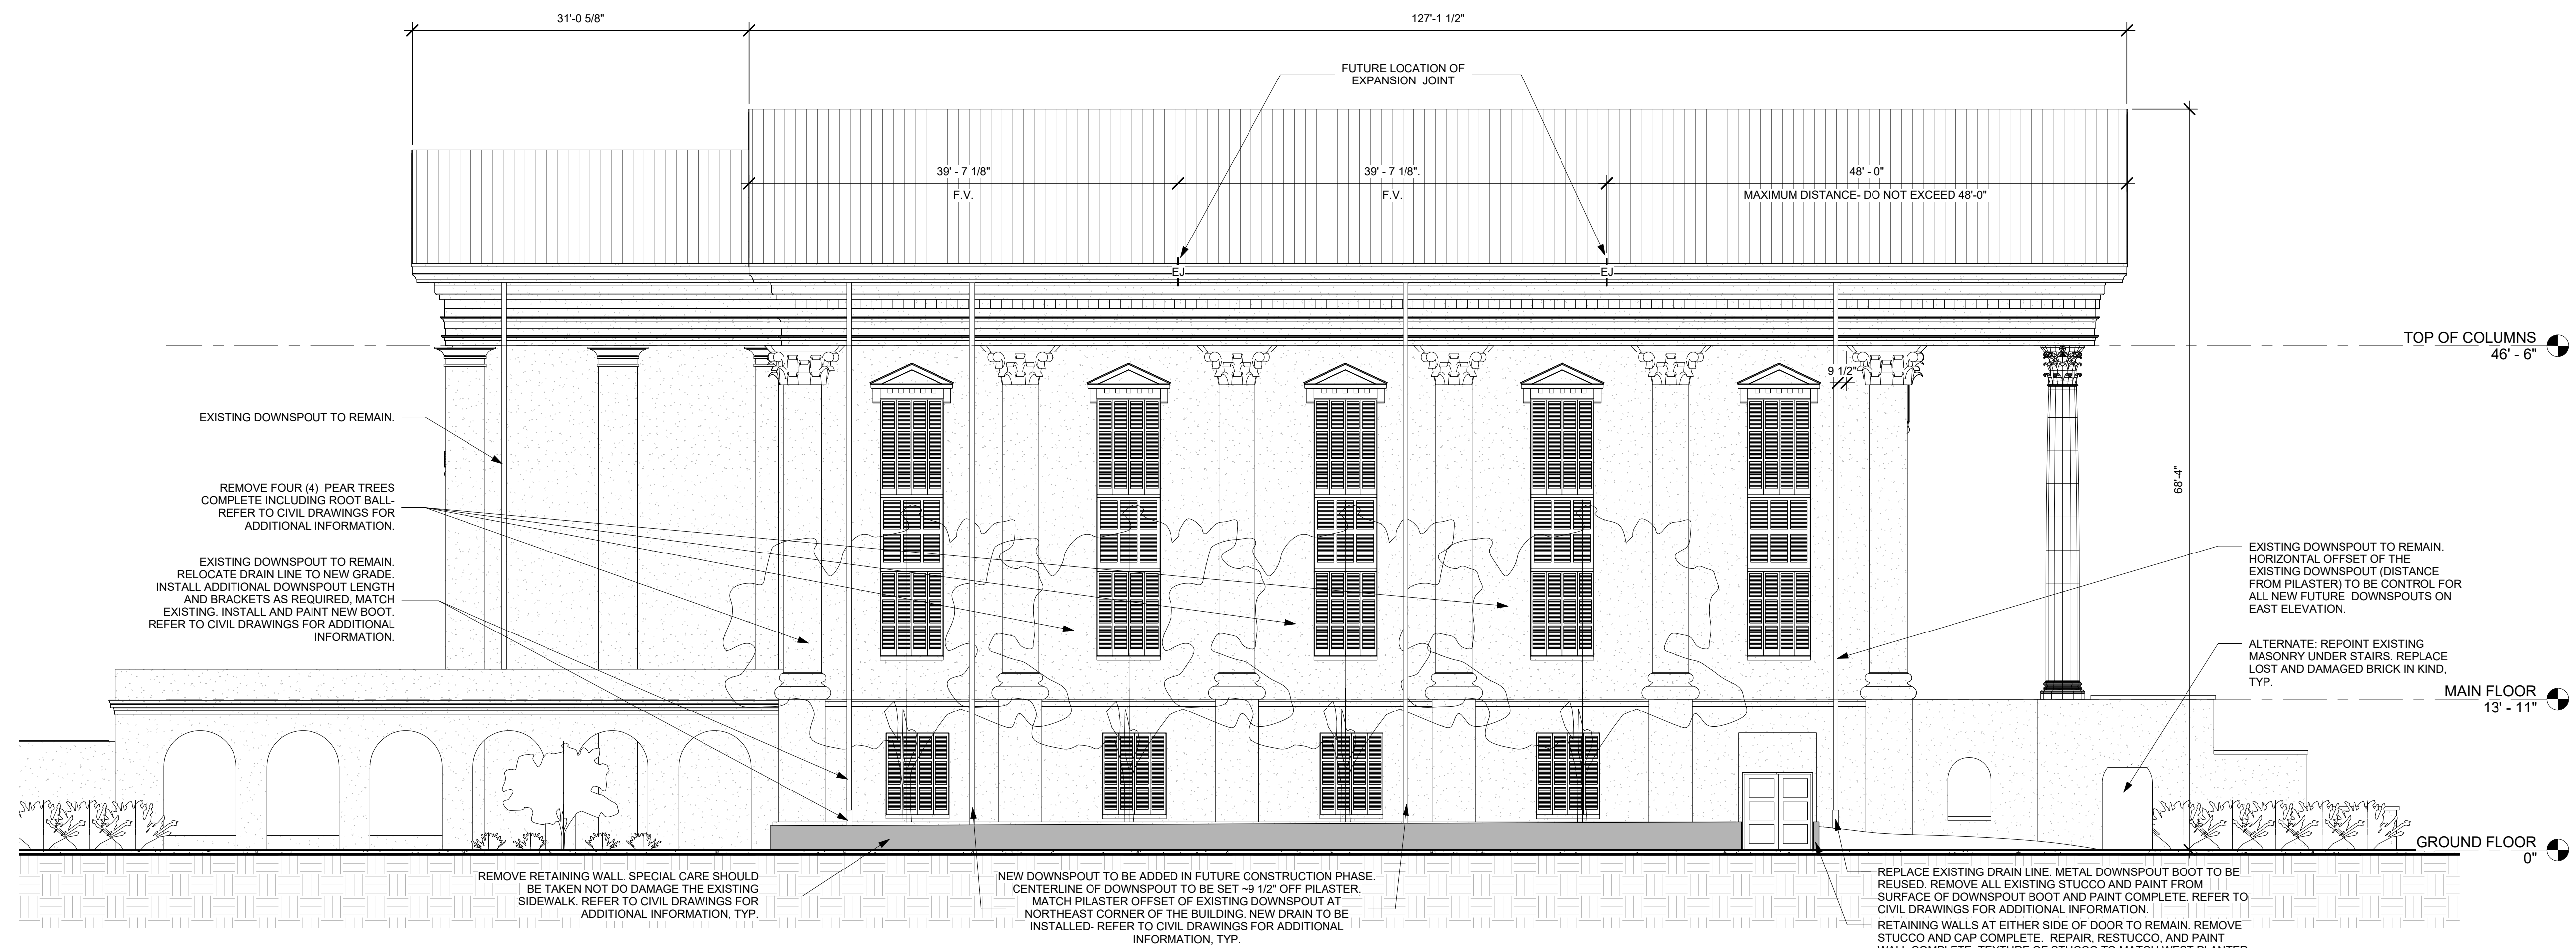 31'-0 5/8"
127'-1 1/2"
FUTURE LOCATION OF
EXPANSION JOINT
39' - 7 1/8"
F.V.
39' - 7 1/8".
F.V.
48' - 0"
MAXIMUM DISTANCE- DO NOT EXCEED 48'-0"
EJ
EJ
TOP OF COLUMNS
46' - 6"
9 1/2"
EXISTING DOWNSPOUT TO REMAIN.
68'-4"
REMOVE FOUR (4) PEAR TREES
COMPLETE INCLUDING ROOT BALL-
REFER TO CIVIL DRAWINGS FOR
ADDITIONAL INFORMATION.
EXISTING DOWNSPOUT TO REMAIN.
RELOCATE DRAIN LINE TO NEW GRADE.
INSTALL ADDITIONAL DOWNSPOUT LENGTH
AND BRACKETS AS REQUIRED, MATCH
EXISTING. INSTALL AND PAINT NEW BOOT.
REFER TO CIVIL DRAWINGS FOR ADDITIONAL
INFORMATION.
EXISTING DOWNSPOUT TO REMAIN.
HORIZONTAL OFFSET OF THE
EXISTING DOWNSPOUT (DISTANCE
FROM PILASTER) TO BE CONTROL FOR
ALL NEW FUTURE DOWNSPOUTS ON
EAST ELEVATION.
ALTERNATE: REPOINT EXISTING
MASONRY UNDER STAIRS. REPLACE
LOST AND DAMAGED BRICK IN KIND,
TYP.
MAIN FLOOR
13' - 11"
GROUND FLOOR
0"
REMOVE RETAINING WALL. SPECIAL CARE SHOULD
BE TAKEN NOT DO DAMAGE THE EXISTING
SIDEWALK. REFER TO CIVIL DRAWINGS FOR
ADDITIONAL INFORMATION, TYP.
NEW DOWNSPOUT TO BE ADDED IN FUTURE CONSTRUCTION PHASE.
CENTERLINE OF DOWNSPOUT TO BE SET ~9 1/2" OFF PILASTER.
MATCH PILASTER OFFSET OF EXISTING DOWNSPOUT AT
NORTHEAST CORNER OF THE BUILDING. NEW DRAIN TO BE
INSTALLED- REFER TO CIVIL DRAWINGS FOR ADDITIONAL
INFORMATION, TYP.
REPLACE EXISTING DRAIN LINE. METAL DOWNSPOUT BOOT TO BE
REUSED. REMOVE ALL EXISTING STUCCO AND PAINT FROM
SURFACE OF DOWNSPOUT BOOT AND PAINT COMPLETE. REFER TO
CIVIL DRAWINGS FOR ADDITIONAL INFORMATION.
RETAINING WALLS AT EITHER SIDE OF DOOR TO REMAIN. REMOVE
STUCCO AND CAP COMPLETE. REPAIR, RESTUCCO, AND PAINT
WALL COMPLETE. TEXTURE OF STUCCO TO MATCH WEST PLANTER